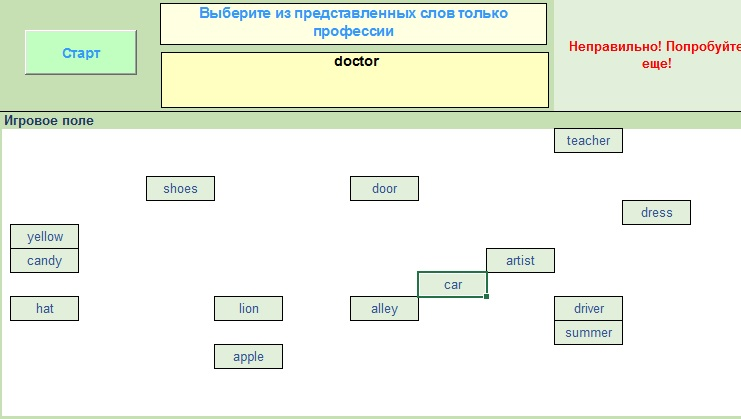 Выберите из представленных слов только
профессии
Старт
doctor
Неправильно! Попробуйте
еще!
Игровое поле
teacher
shoes
door
dress
yellow
candy
artist
car
hat
lion
alley
driver
summer
apple